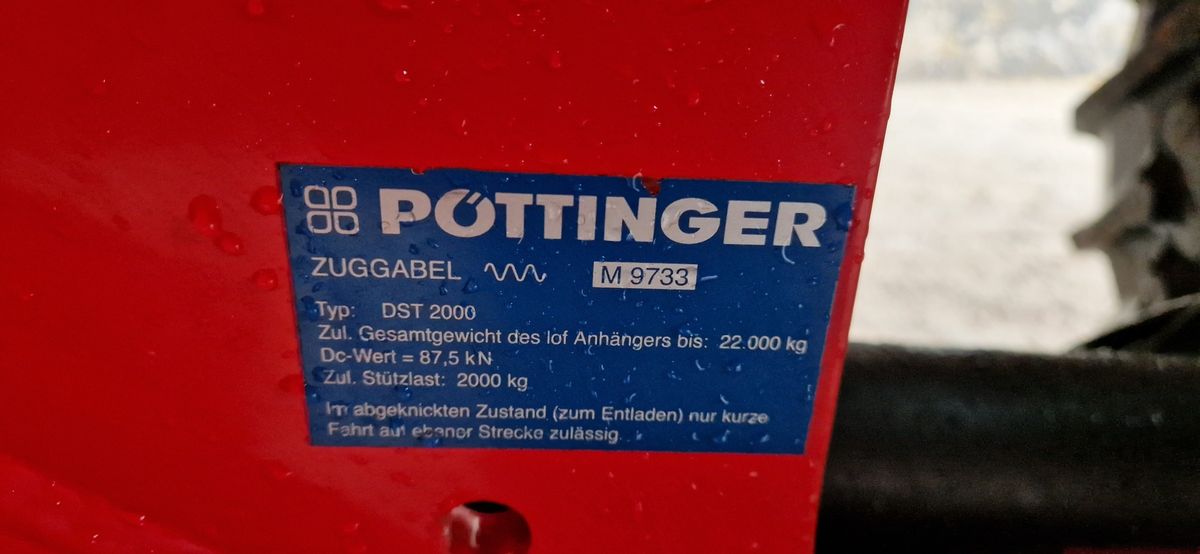 PÖTTINGER
ZUGGABEL M 9733
Typ: DST 2000
Zul. Gesamtgewicht des lof Anhängers bis: 22.000 kg
Dc-Wert = 87,5 kN
Zul. Stützlast: 2000 kg
Im abgeknickten Zustand (zum Entladen) nur kurze
Fahrt auf ebener Strecke zulässig.